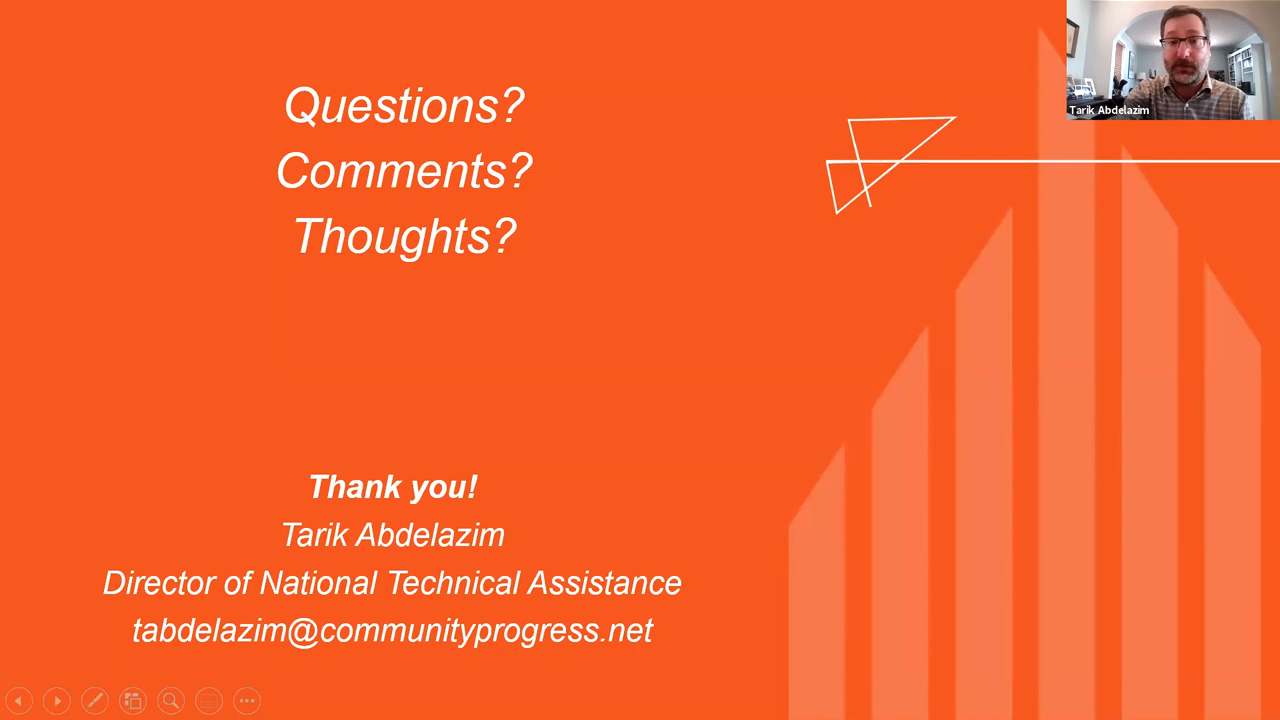 Questions?
Comments?
Thoughts?
Tarik Abdelazim
Thank you!
Tarik Abdelazim
Director of National Technical Assistance
tabdelazim@communityprogress.net